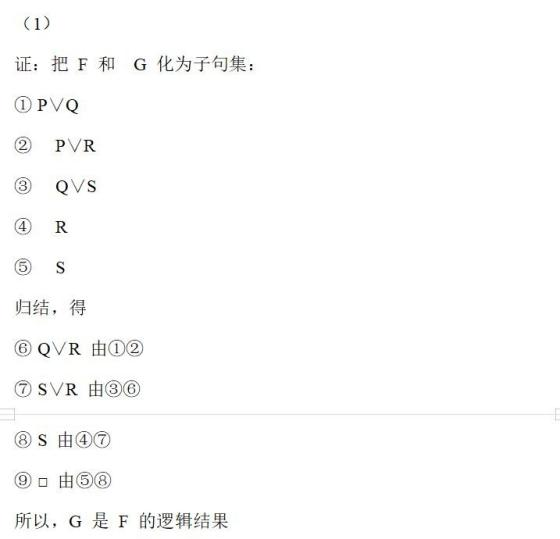 （1）
证：把 F 和 G 化为子句集：
① P∨Q
② P∨R
③ Q∨S
④ R
⑤ S
归结，得
⑥ Q∨R 由①②
⑦ S∨R 由③⑥
⑧ S 由④⑦
⑨ □ 由⑤⑧
所以，G 是 F 的逻辑结果